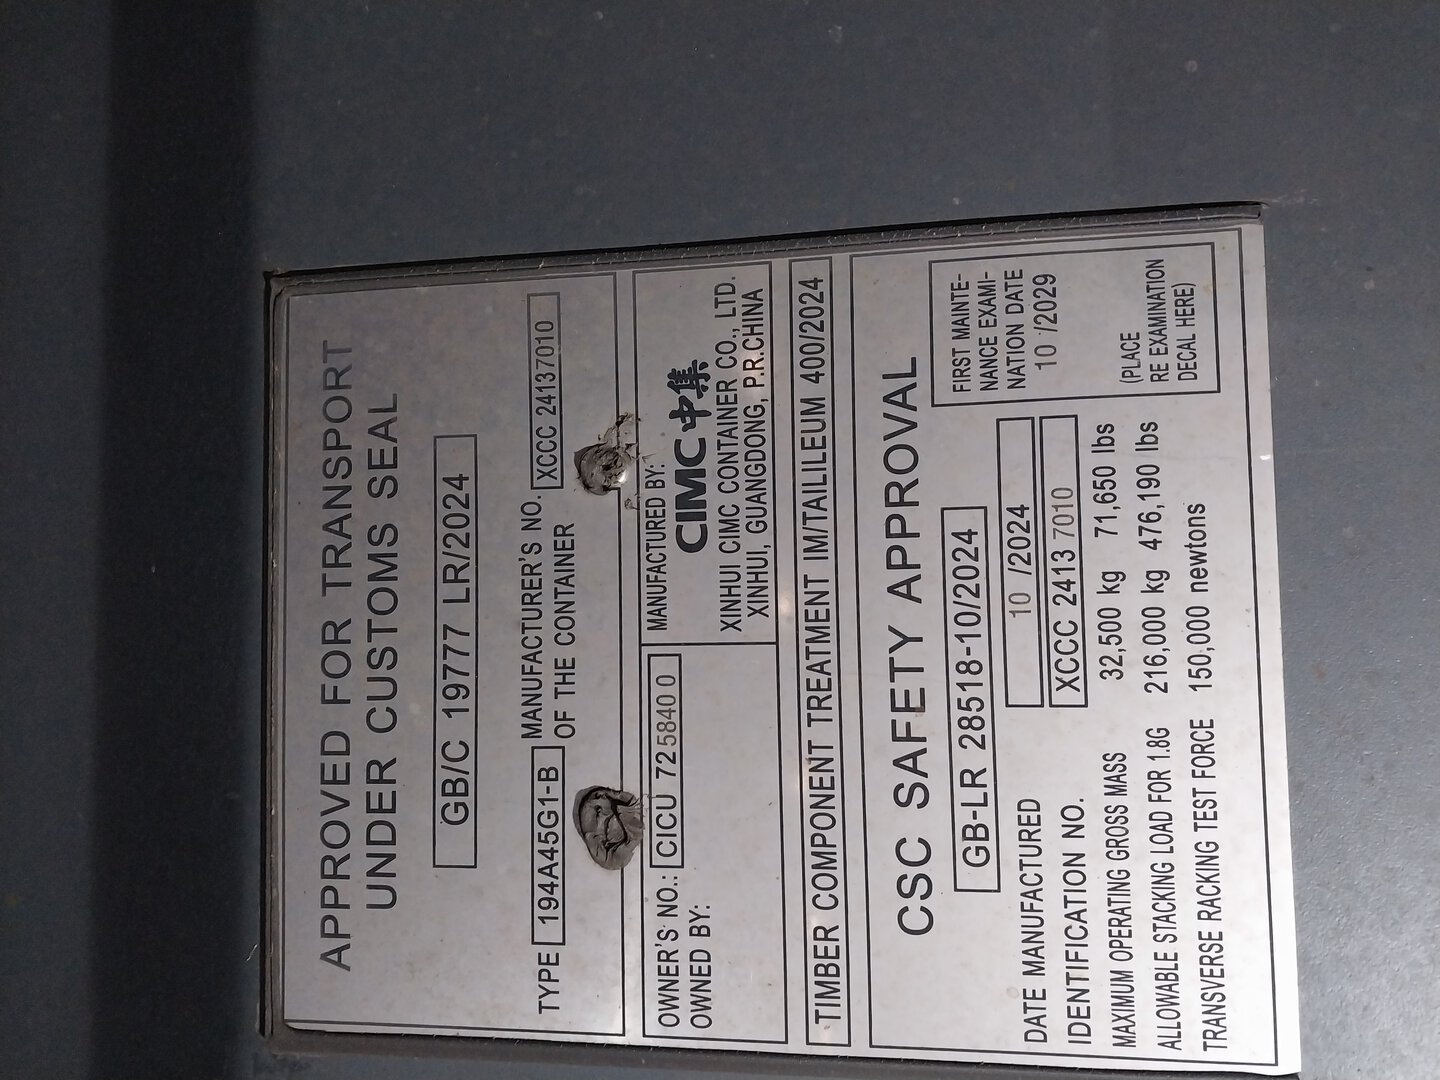 APPROVED FOR TRANSPORT
UNDER CUSTOMS SEAL
GB/C 19777 LR/2024
TYPE 194A45G1-B MANUFACTURER'S NO. OF THE CONTAINER XCCC 24137010
OWNER'S NO.: CICU 725840 0
OWNED BY:
MANUFACTURED BY:
CIMC 中集
XINHUI CIMC CONTAINER CO., LTD.
XINHUI, GUANGDONG, P.R.CHINA
TIMBER COMPONENT TREATMENT IM/TAILILEUM 400/2024
CSC SAFETY APPROVAL
GB-LR 28518-10/2024
DATE MANUFACTURED 10 /2024
IDENTIFICATION NO. XCCC 2413 7010
MAXIMUM OPERATING GROSS MASS 32,500 kg 71,650 lbs
ALLOWABLE STACKING LOAD FOR 1.8G 216,000 kg 476,190 lbs
TRANSVERSE RACKING TEST FORCE 150,000 newtons
FIRST MAINTE-
NANCE EXAMI-
NATION DATE
10 /2029
(PLACE
RE EXAMINATION
DECAL HERE)